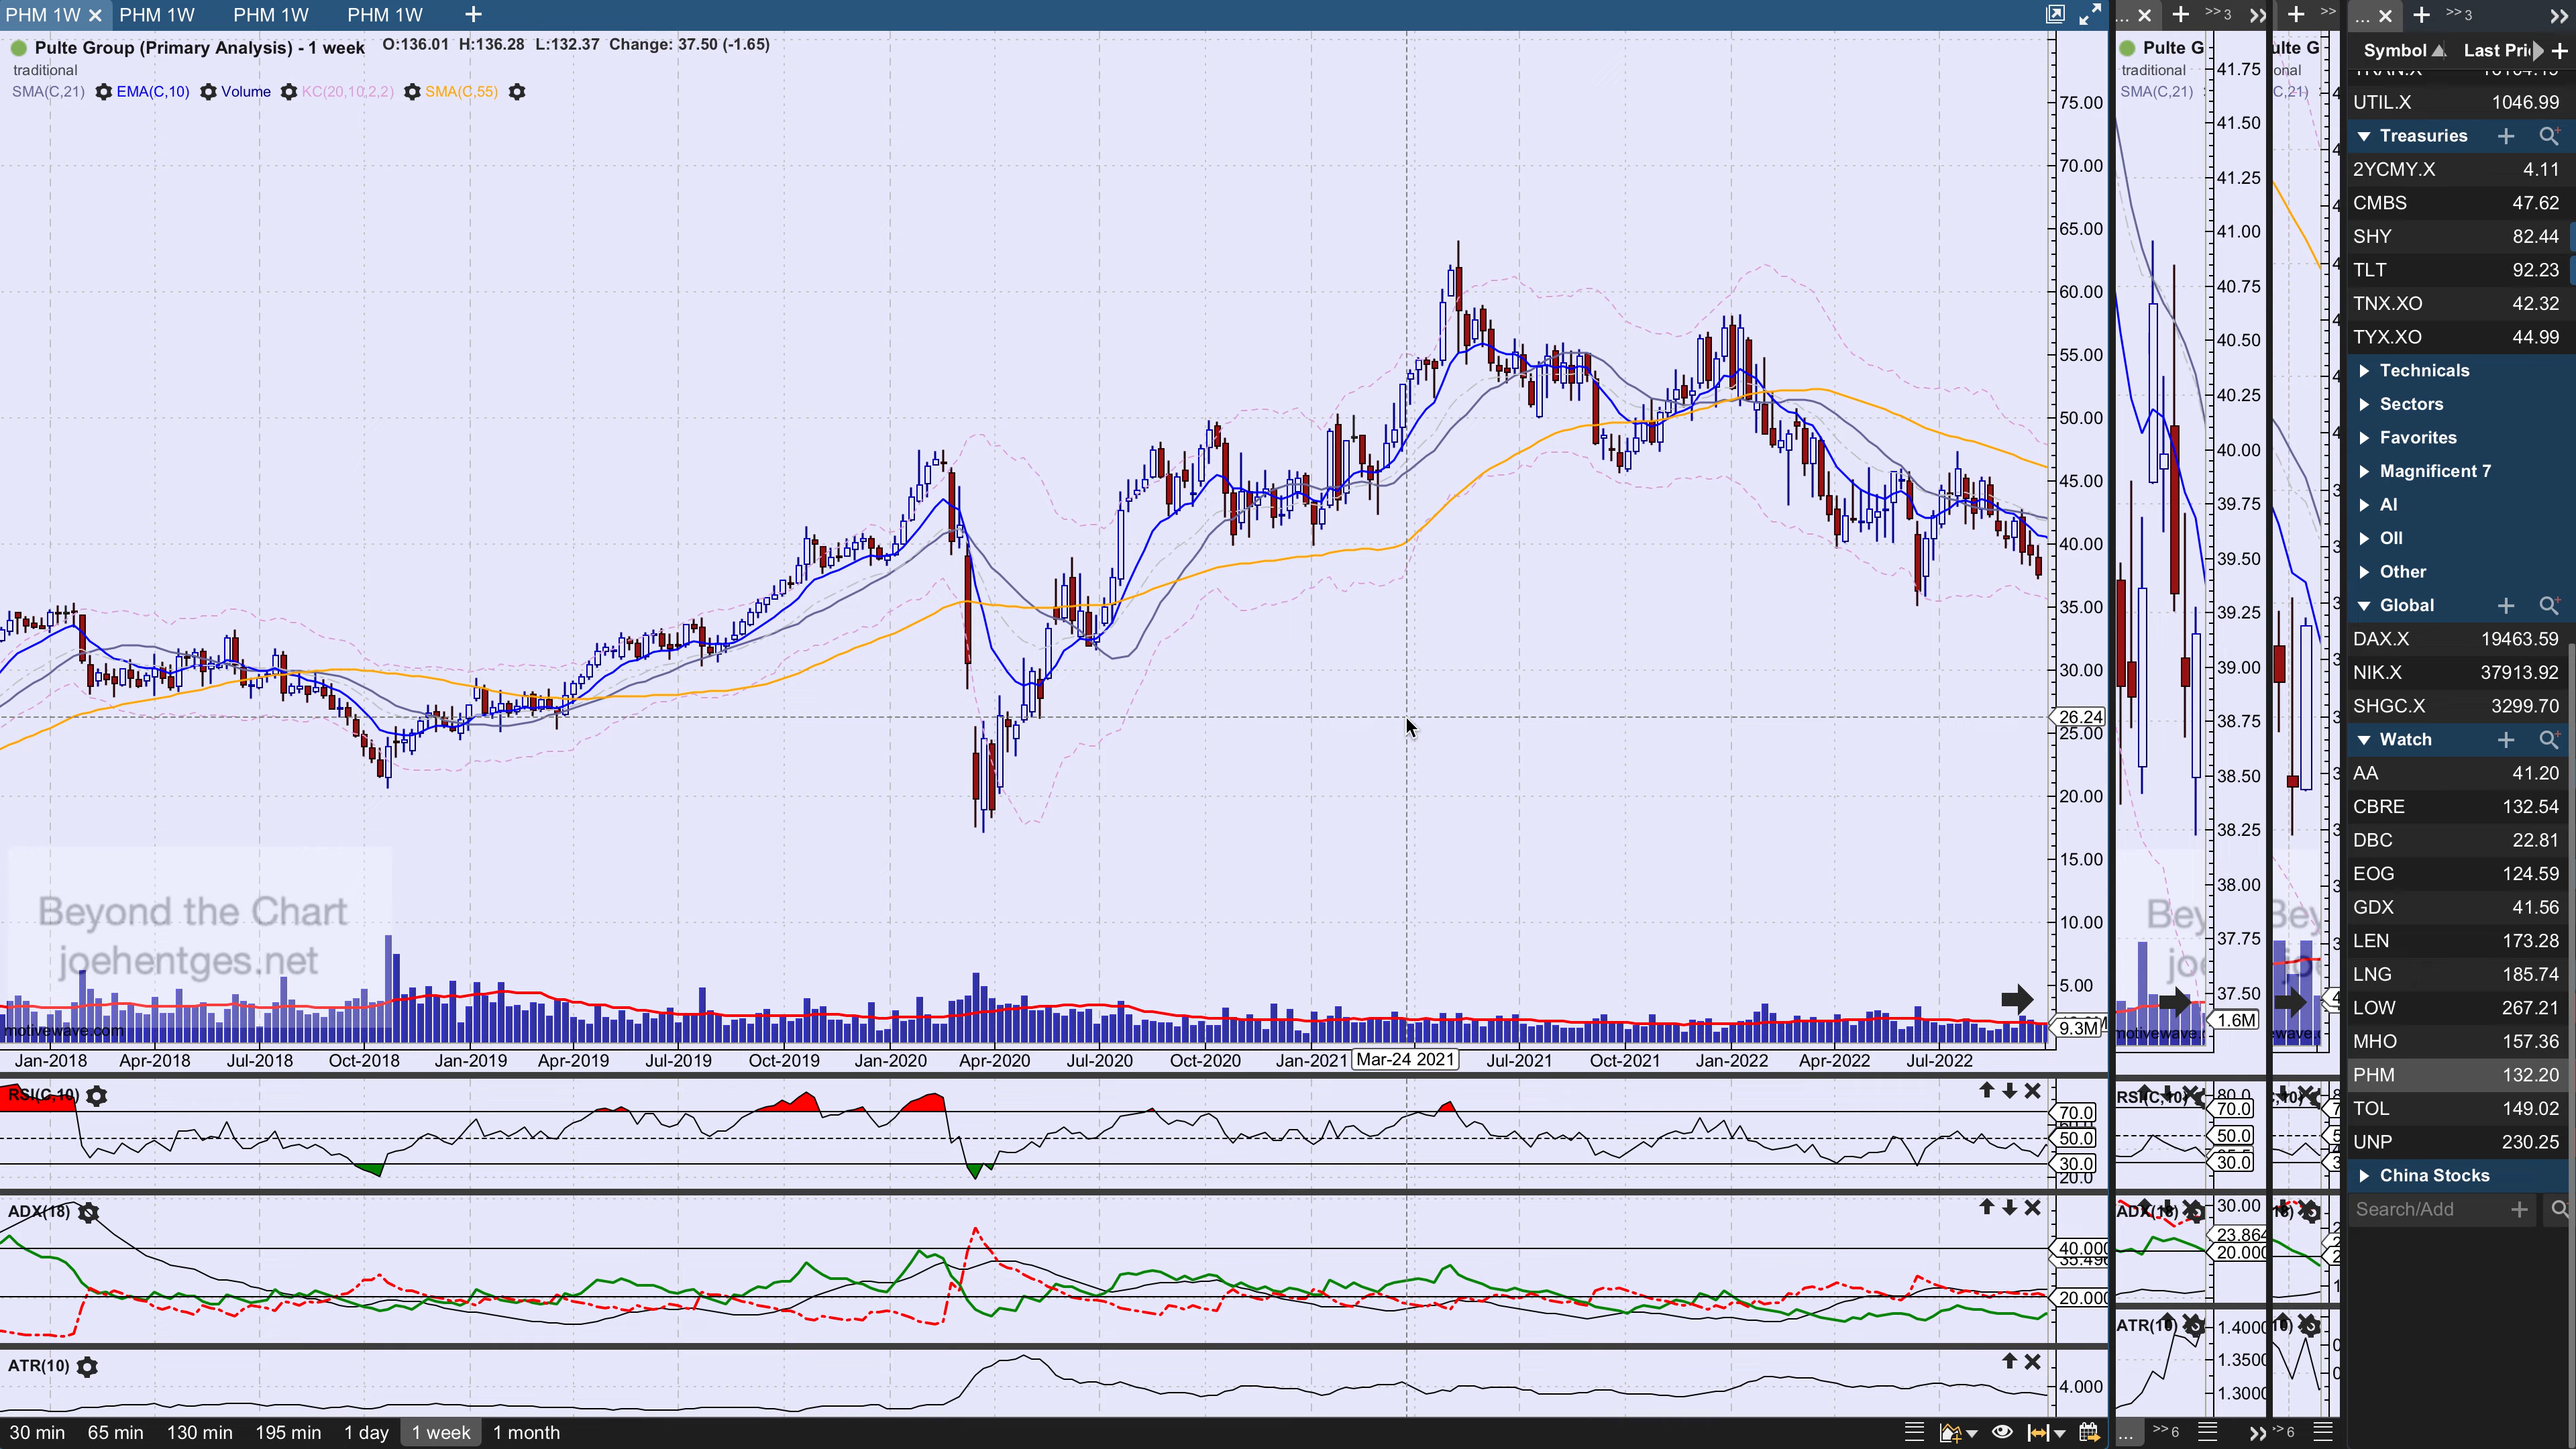 PHM 1W PHM 1W PHM 1W PHM 1W
Pulte Group (Primary Analysis) - 1 week O:136.01 H:136.28 L:132.37 Change: 37.50 (-1.65)
traditional
SMA(C,21) EMA(C,10) Volume KC(20,10,2,2) SMA(C,55)
75.00
70.00
65.00
60.00
55.00
50.00
45.00
40.00
35.00
30.00
26.24
25.00
20.00
15.00
10.00
5.00
9.3M
Beyond the Chart
joehentges.net
motivewave.com
Jan-2018 Apr-2018 Jul-2018 Oct-2018 Jan-2019 Apr-2019 Jul-2019 Oct-2019 Jan-2020 Apr-2020 Jul-2020 Oct-2020 Jan-2021 Mar-24 2021 Jul-2021 Oct-2021 Jan-2022 Apr-2022 Jul-2022
RSI(C,10)
70.0
50.0
30.0
20.0
ADX(18)
40.000
20.000
ATR(10)
4.000
30 min 65 min 130 min 195 min 1 day 1 week 1 month
... >>3
Pulte G
traditional
SMA(C,21)
41.75
41.50
41.25
41.00
40.75
40.50
40.25
40.00
39.75
39.50
39.25
39.00
38.75
38.50
38.25
38.00
37.75
37.50
1.6M
70.0
50.0
30.0
30.00
23.864
20.000
ATR(10)
1.4000
1.3500
1.3000
... >>6
ulte G
onal
C,21)
>>6
... >>3
Symbol Last Pri
UTIL.X 1046.99
Treasuries
2YCMY.X 4.11
CMBS 47.62
SHY 82.44
TLT 92.23
TNX.XO 42.32
TYX.XO 44.99
Technicals
Sectors
Favorites
Magnificent 7
AI
OIl
Other
Global
DAX.X 19463.59
NIK.X 37913.92
SHGC.X 3299.70
Watch
AA 41.20
CBRE 132.54
DBC 22.81
EOG 124.59
GDX 41.56
LEN 173.28
LNG 185.74
LOW 267.21
MHO 157.36
PHM 132.20
TOL 149.02
UNP 230.25
China Stocks
Search/Add